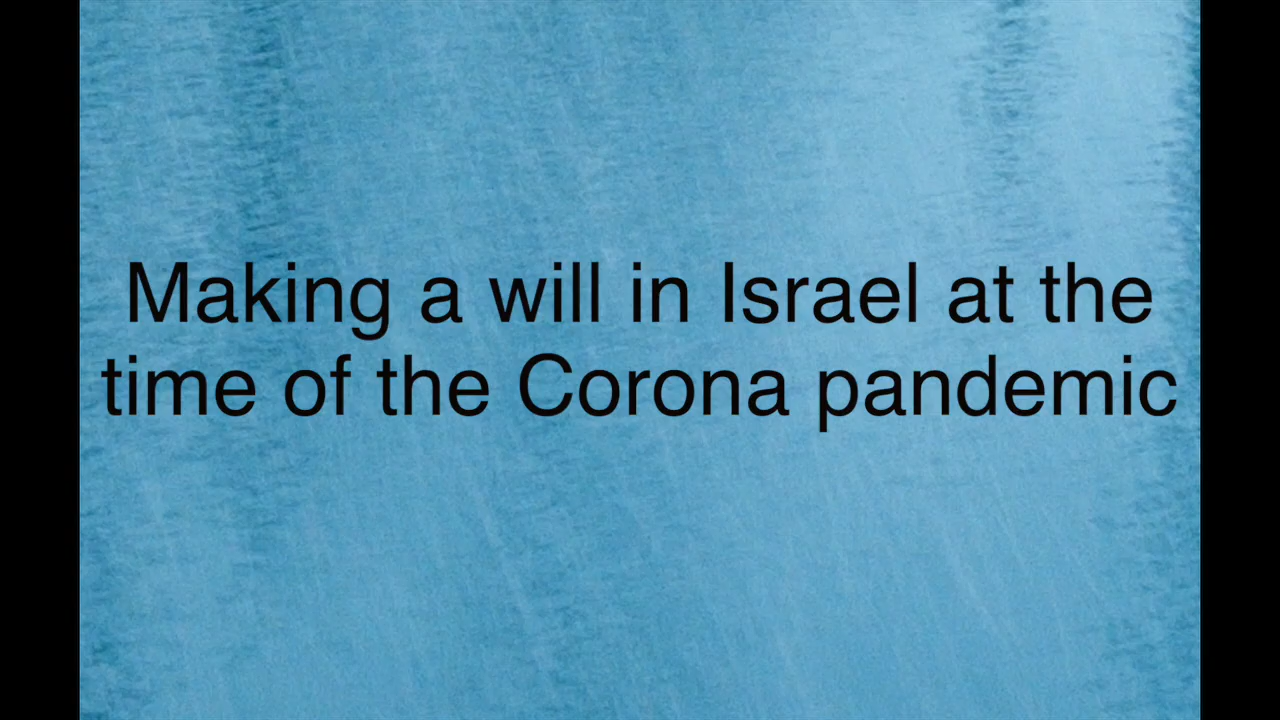 Making a will in Israel at the
time of the Corona pandemic